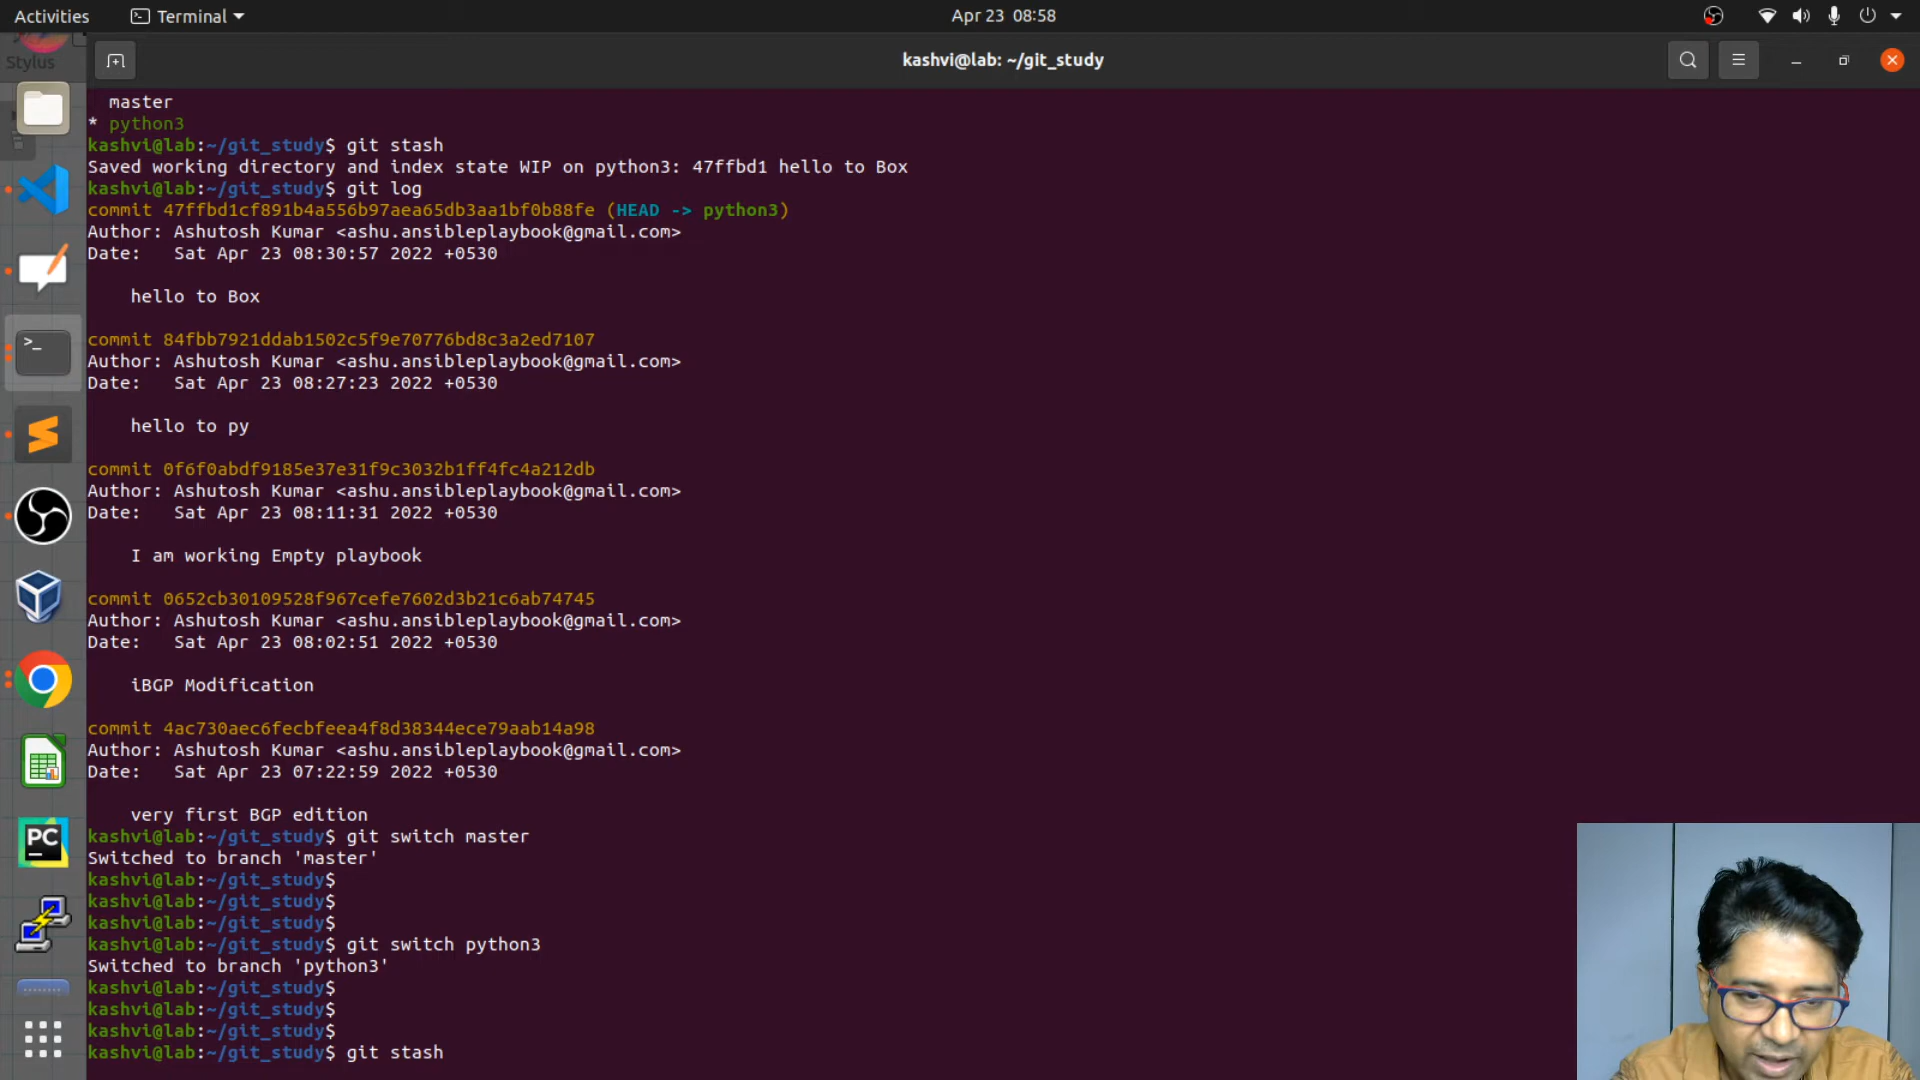 Activities
Terminal
Apr 23 08:58
Stylus
kashvi@lab: ~/git_study
master
* python3
kashvi@lab:~/git_study$ git stash
Saved working directory and index state WIP on python3: 47ffbd1 hello to Box
kashvi@lab:~/git_study$ git log
commit 47ffbd1cf891b4a556b97aea65db3aa1bf0b88fe (HEAD -> python3)
Author: Ashutosh Kumar <ashu.ansibleplaybook@gmail.com>
Date:   Sat Apr 23 08:30:57 2022 +0530
hello to Box
commit 84fbb7921ddab1502c5f9e70776bd8c3a2ed7107
Author: Ashutosh Kumar <ashu.ansibleplaybook@gmail.com>
Date:   Sat Apr 23 08:27:23 2022 +0530
hello to py
commit 0f6f0abdf9185e37e31f9c3032b1ff4fc4a212db
Author: Ashutosh Kumar <ashu.ansibleplaybook@gmail.com>
Date:   Sat Apr 23 08:11:31 2022 +0530
I am working Empty playbook
commit 0652cb30109528f967cefe7602d3b21c6ab74745
Author: Ashutosh Kumar <ashu.ansibleplaybook@gmail.com>
Date:   Sat Apr 23 08:02:51 2022 +0530
iBGP Modification
commit 4ac730aec6fecbfeea4f8d38344ece79aab14a98
Author: Ashutosh Kumar <ashu.ansibleplaybook@gmail.com>
Date:   Sat Apr 23 07:22:59 2022 +0530
very first BGP edition
kashvi@lab:~/git_study$ git switch master
Switched to branch 'master'
kashvi@lab:~/git_study$
kashvi@lab:~/git_study$
kashvi@lab:~/git_study$
kashvi@lab:~/git_study$ git switch python3
Switched to branch 'python3'
kashvi@lab:~/git_study$
kashvi@lab:~/git_study$
kashvi@lab:~/git_study$
kashvi@lab:~/git_study$ git stash
>_
PC